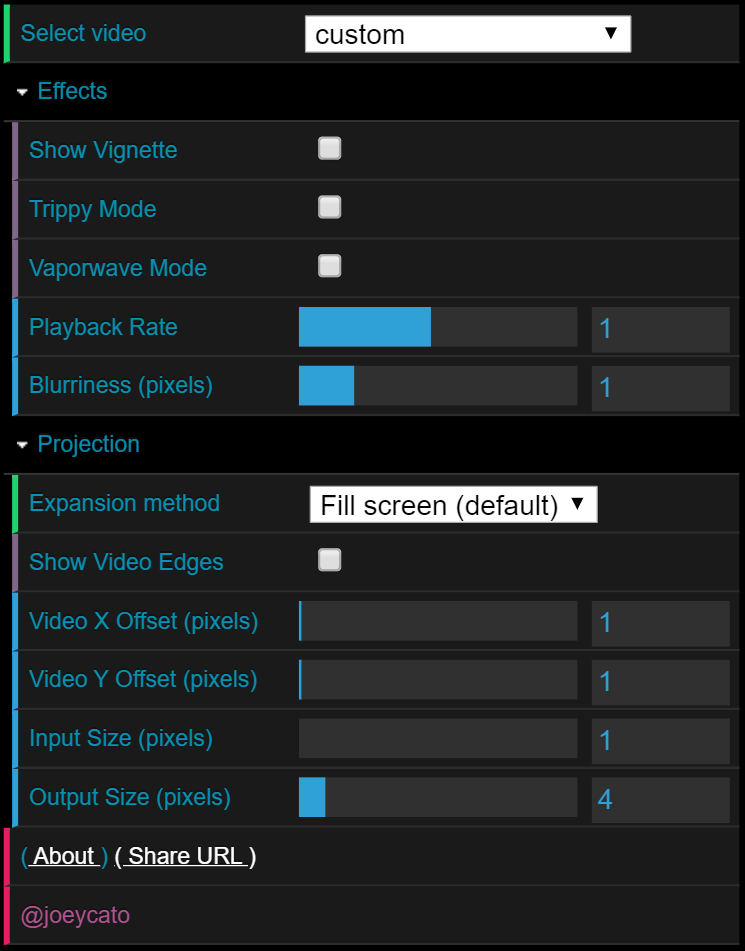 Select video custom
Effects
Show Vignette
Trippy Mode
Vaporwave Mode
Playback Rate 1
Blurriness (pixels) 1
Projection
Expansion method Fill screen (default)
Show Video Edges
Video X Offset (pixels) 1
Video Y Offset (pixels) 1
Input Size (pixels) 1
Output Size (pixels) 4
( About ) ( Share URL )
@joeycato